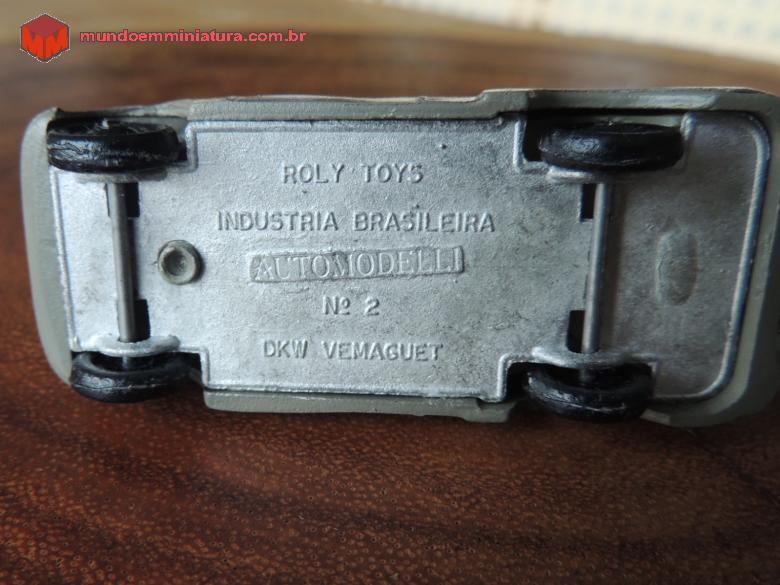 mundoemminiatura.com.br
ROLY TOYS
INDUSTRIA BRASILEIRA
AUTOMODELLI
Nº 2
DKW VEMAGUET